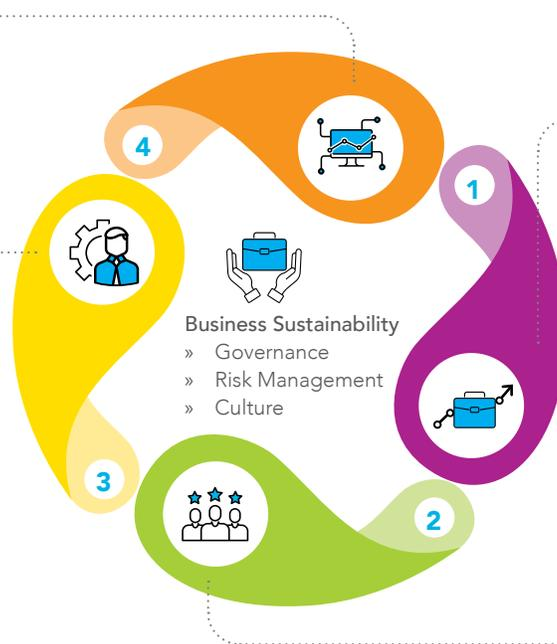 4
1
Business Sustainability
» Governance
» Risk Management
» Culture
3
2